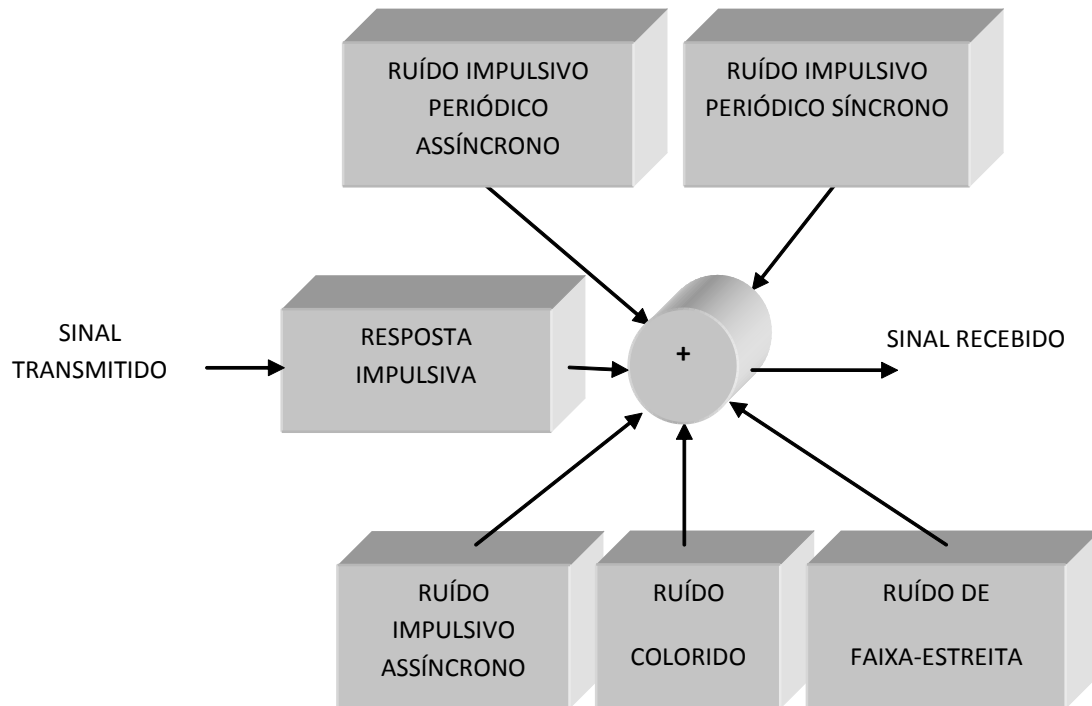 RUÍDO IMPULSIVO
PERIÓDICO
ASSÍNCRONO
RUÍDO IMPULSIVO
PERIÓDICO SÍNCRONO
SINAL
TRANSMITIDO
RESPOSTA
IMPULSIVA
+
SINAL RECEBIDO
RUÍDO
IMPULSIVO
ASSÍNCRONO
RUÍDO
COLORIDO
RUÍDO DE
FAIXA-ESTREITA